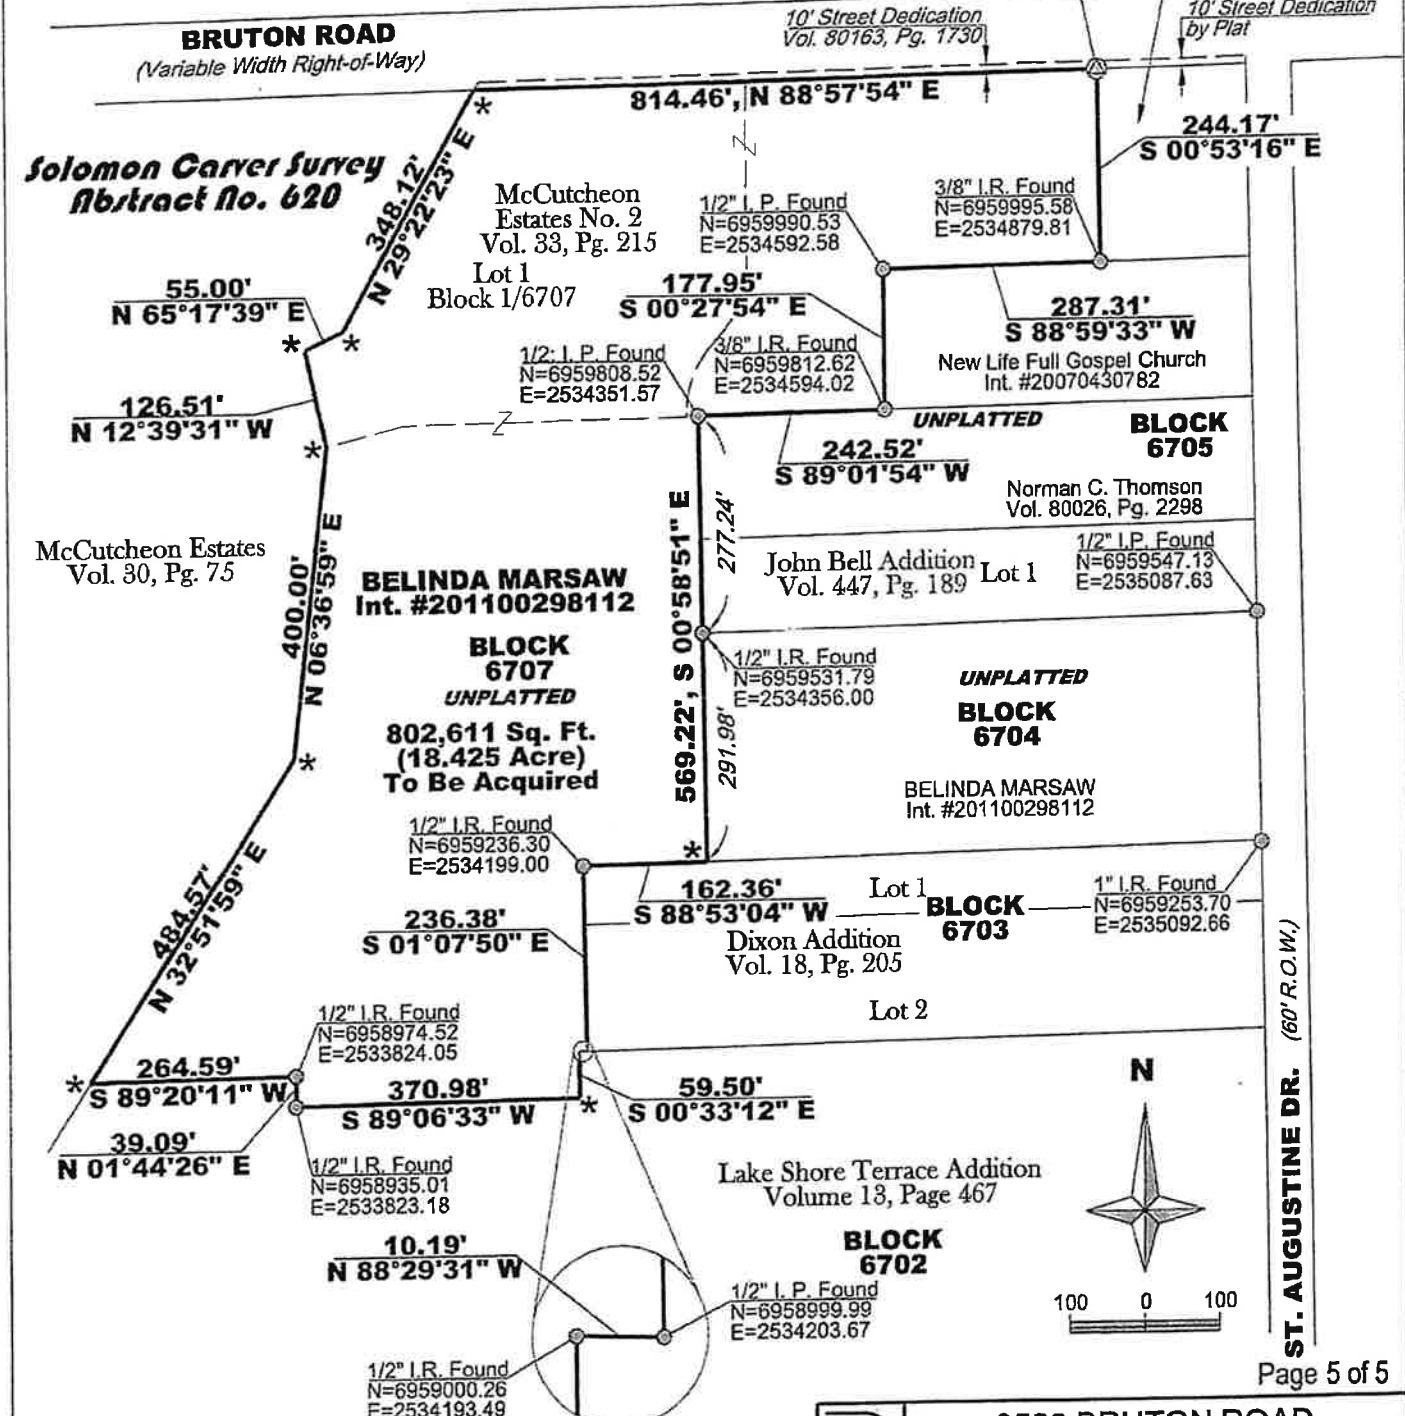 10' Street Dedication
Vol. 80163, Pg. 1730
10' Street Dedication
by Plat
BRUTON ROAD
(Variable Width Right-of-Way)
814.46', N 88°57'54" E
244.17'
S 00°53'16" E
Solomon Carver Survey
Abstract No. 620
348.12'
N 29°22'23" E
McCutcheon
Estates No. 2
Vol. 33, Pg. 215
Lot 1
Block 1/6707
1/2" I. P. Found
N=6959990.53
E=2534592.58
3/8" I.R. Found
N=6959995.58
E=2534879.81
55.00'
N 65°17'39" E
177.95'
S 00°27'54" E
287.31'
S 88°59'33" W
1/2: I. P. Found
N=6959808.52
E=2534351.57
3/8" I.R. Found
N=6959812.62
E=2534594.02
New Life Full Gospel Church
Int. #20070430782
126.51'
N 12°39'31" W
UNPLATTED
BLOCK
6705
242.52'
S 89°01'54" W
Norman C. Thomson
Vol. 80026, Pg. 2298
McCutcheon Estates
Vol. 30, Pg. 75
400.00'
N 06°36'59" E
BELINDA MARSAW
Int. #201100298112
BLOCK
6707
UNPLATTED
802,611 Sq. Ft.
(18.425 Acre)
To Be Acquired
569.22', S 00°58'51" E
277.24'
291.98'
John Bell Addition
Vol. 447, Pg. 189
Lot 1
1/2" I.P. Found
N=6959547.13
E=2535087.63
1/2" I.R. Found
N=6959531.79
E=2534356.00
UNPLATTED
BLOCK
6704
BELINDA MARSAW
Int. #201100298112
1/2" I.R. Found
N=6959236.30
E=2534199.00
484.57'
N 32°51'59" E
162.36'
S 88°53'04" W
Lot 1
BLOCK
6703
1" I.R. Found
N=6959253.70
E=2535092.66
236.38'
S 01°07'50" E
Dixon Addition
Vol. 18, Pg. 205
Lot 2
1/2" I.R. Found
N=6958974.52
E=2533824.05
264.59'
S 89°20'11" W
370.98'
S 89°06'33" W
59.50'
S 00°33'12" E
39.09'
N 01°44'26" E
1/2" I.R. Found
N=6958935.01
E=2533823.18
N
Lake Shore Terrace Addition
Volume 13, Page 467
BLOCK
6702
10.19'
N 88°29'31" W
1/2" I. P. Found
N=6958999.99
E=2534203.67
100 0 100
ST. AUGUSTINE DR. (60' R.O.W.)
1/2" I.R. Found
N=6959000.26
E=2534193.49
Page 5 of 5
BRUTON ROAD